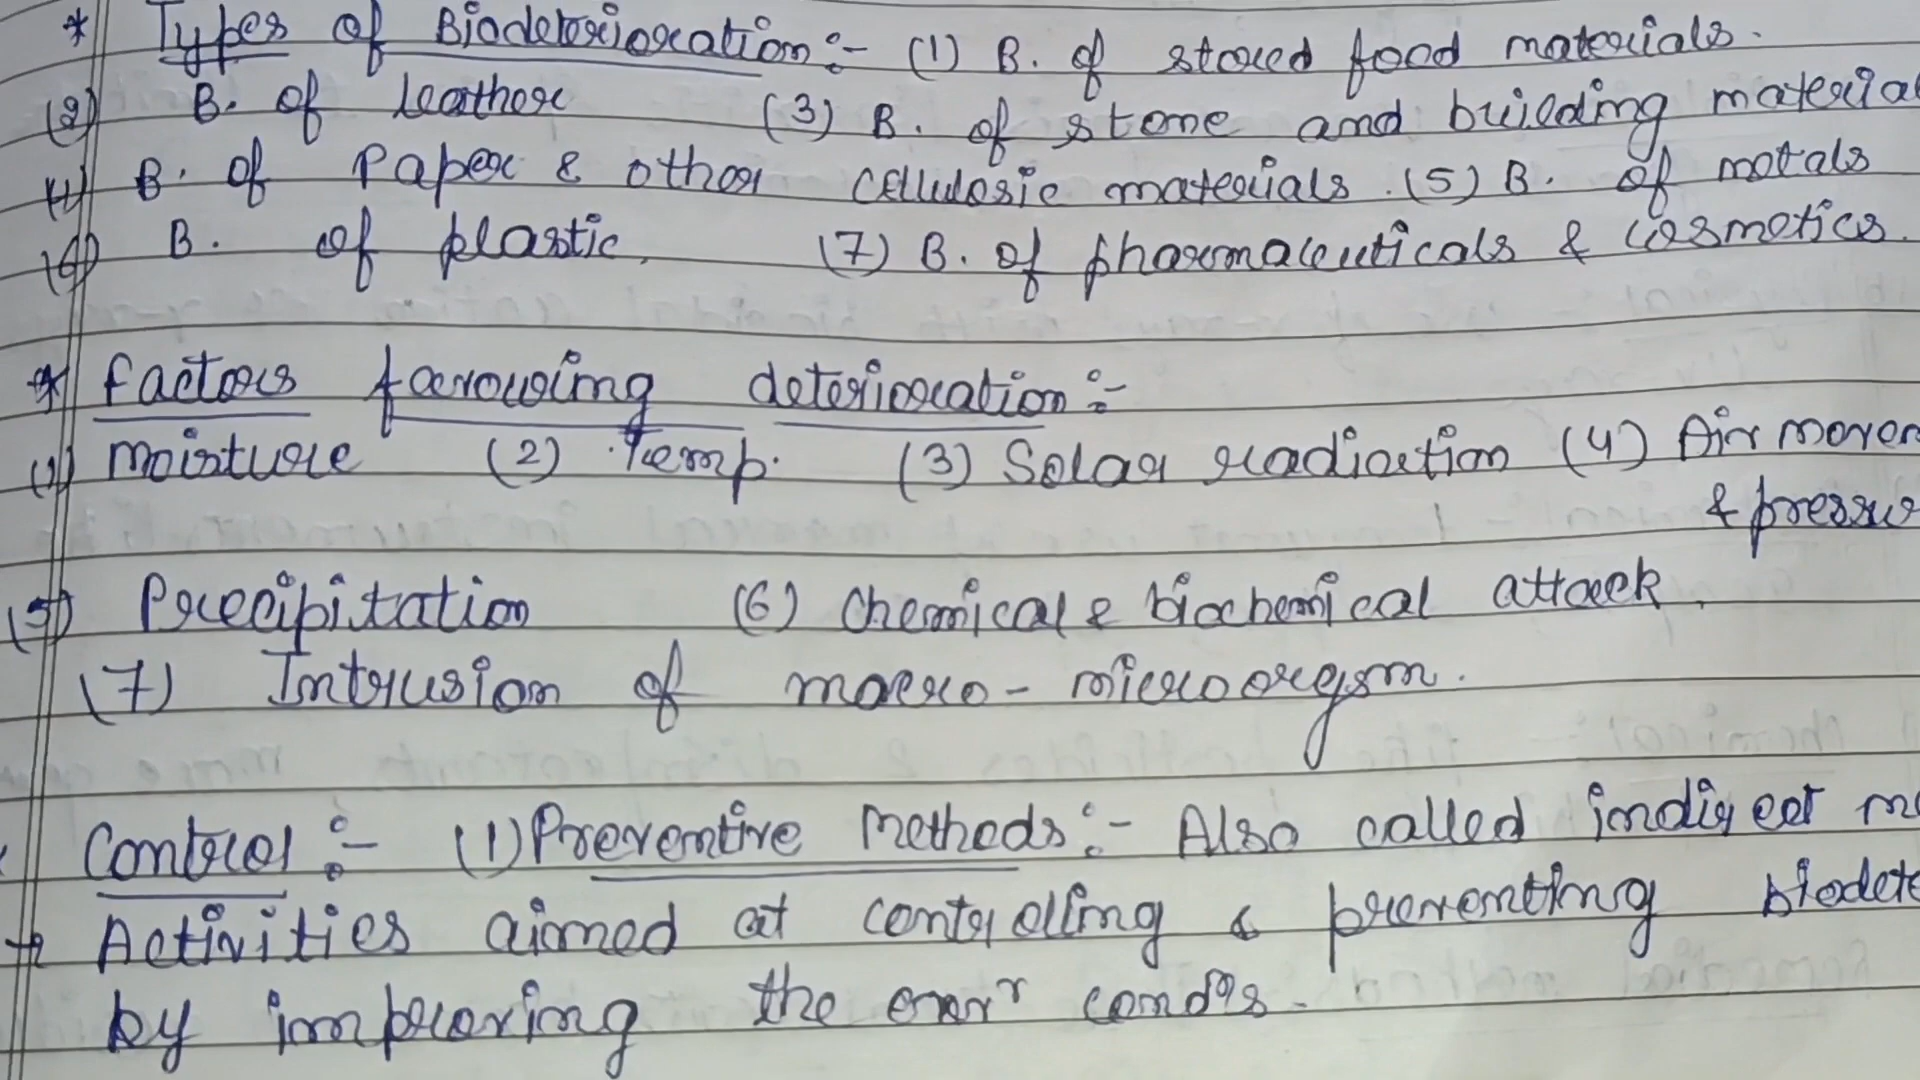 * Types of Biodeterioration :- (1) B. of stored food materials.
(2) B. of leather (3) B. of stone and building material
(4) B. of Paper & other cellulosic materials. (5) B. of metals
(6) B. of plastic, (7) B. of pharmaceuticals & cosmetics.
* Factors favouring deterioration :-
(1) Moisture (2) Temp. (3) Solar radiation (4) Air movem
& pressu
(5) Precipitation (6) Chemical & biochemical attack.
(7) Intrusion of macro - microorgsm.
Control :- (1) Preventive Methods :- Also called indirect m
→ Activities aimed at controlling & preventing biodete
by improving the envr condns.